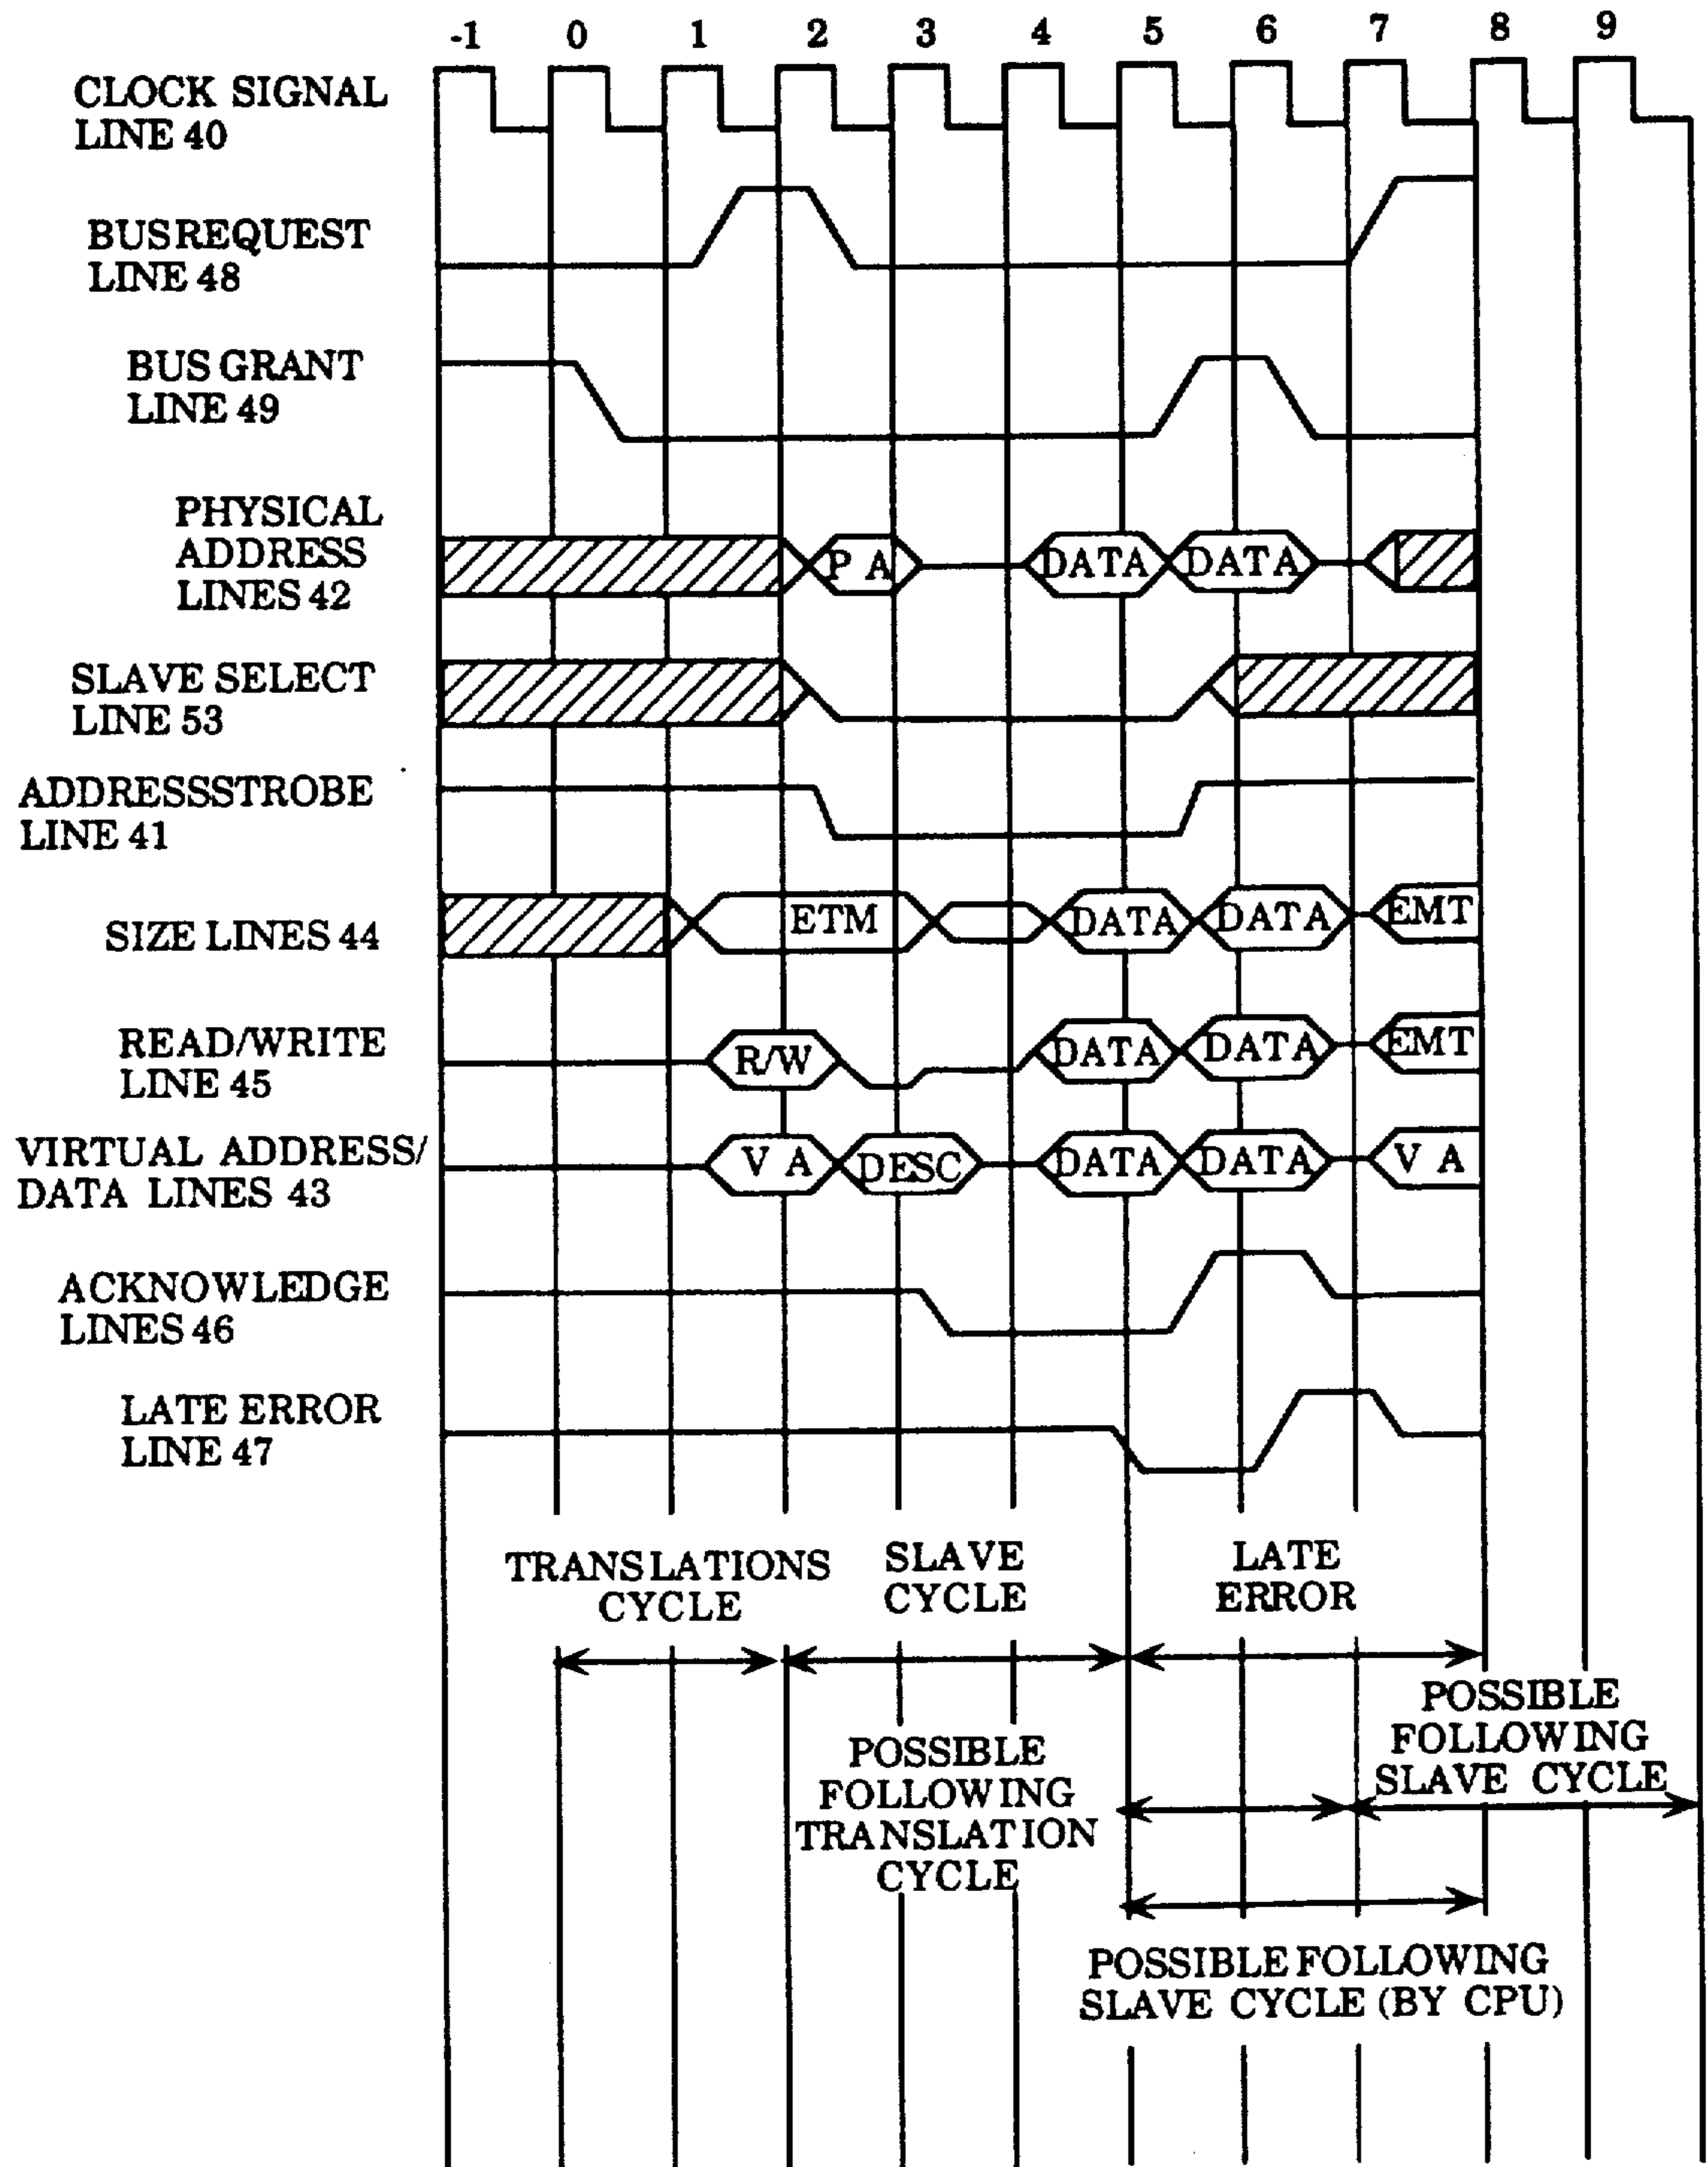 -1 0 1 2 3 4 5 6 7 8 9
CLOCK SIGNAL
LINE 40
BUSREQUEST
LINE 48
BUS GRANT
LINE 49
PHYSICAL
ADDRESS
LINES 42
P A DATA DATA
SLAVE SELECT
LINE 53
ADDRESSSTROBE
LINE 41
SIZE LINES 44
ETM DATA DATA EMT
READ/WRITE
LINE 45
R/W DATA DATA EMT
VIRTUAL ADDRESS/
DATA LINES 43
V A DESC DATA DATA V A
ACKNOWLEDGE
LINES 46
LATE ERROR
LINE 47
TRANSLATIONS
CYCLE
SLAVE
CYCLE
LATE
ERROR
POSSIBLE
FOLLOWING
SLAVE CYCLE
POSSIBLE
FOLLOWING
TRANSLATION
CYCLE
POSSIBLE FOLLOWING
SLAVE CYCLE (BY CPU)